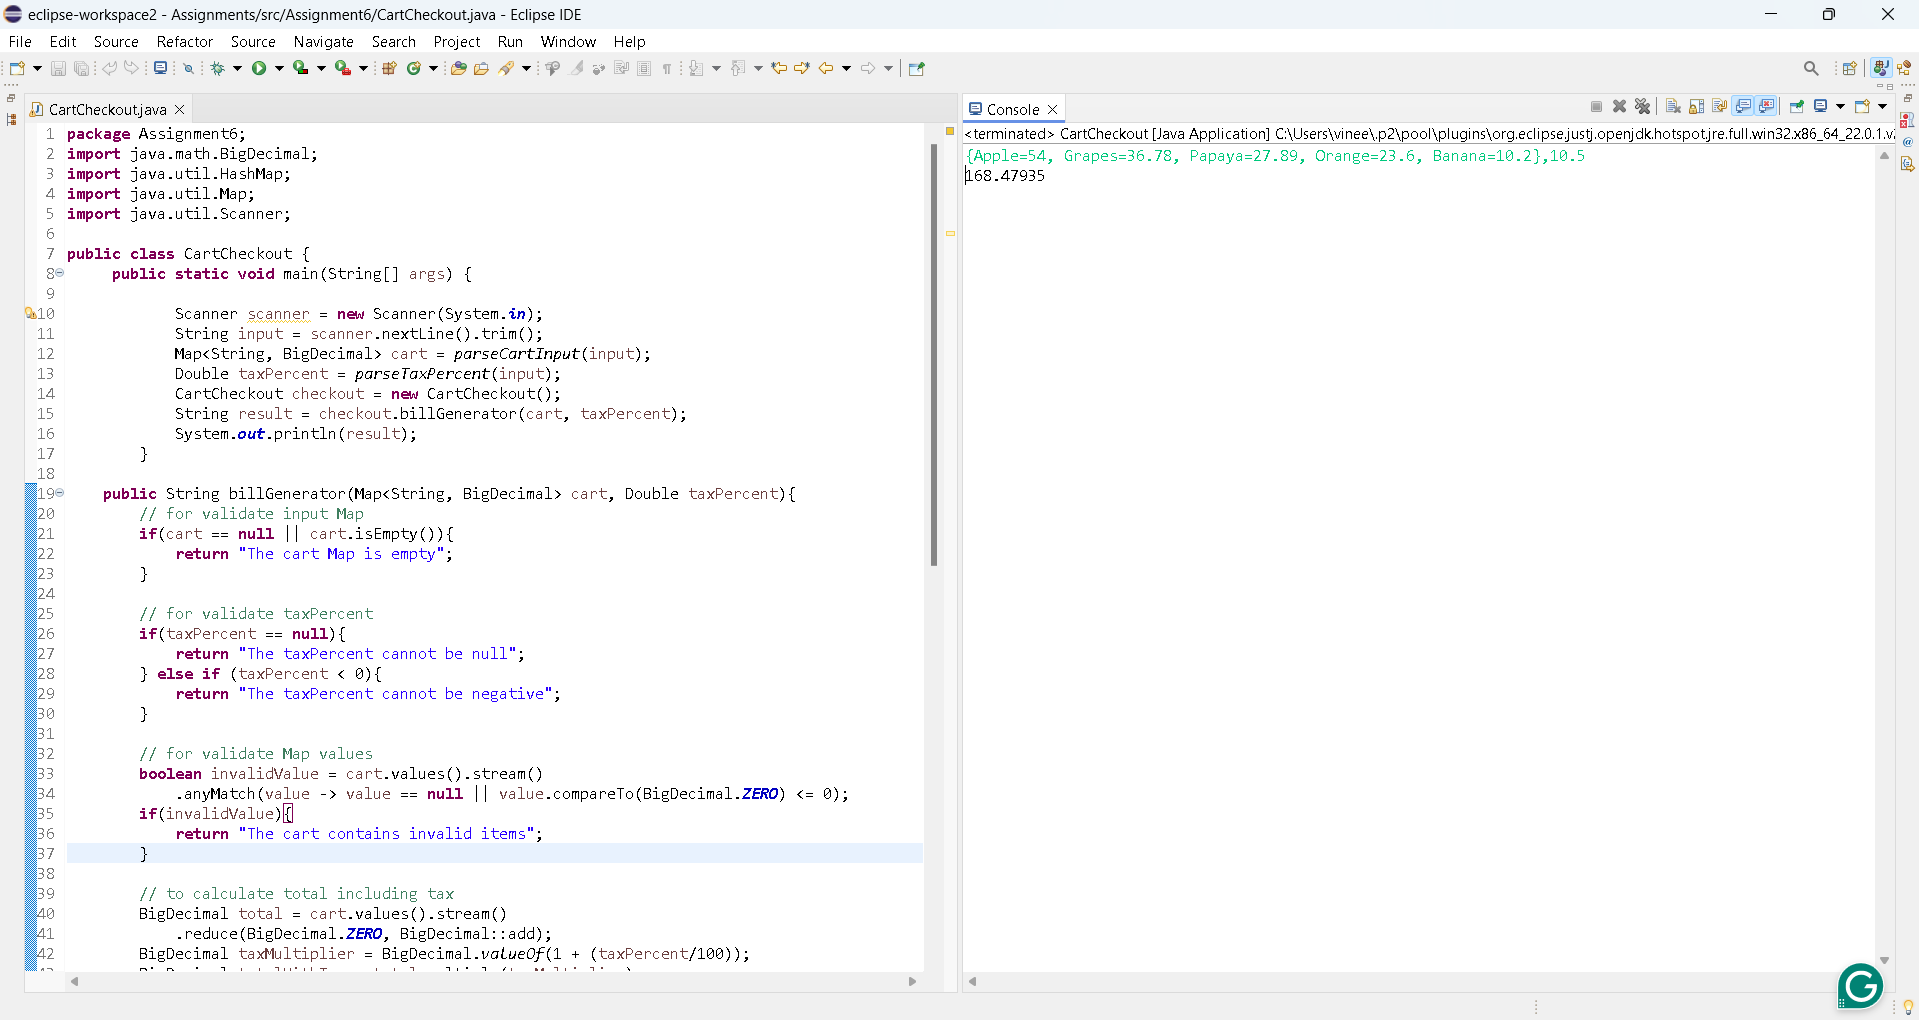 eclipse-workspace2 - Assignments/src/Assignment6/CartCheckout.java - Eclipse IDE
File Edit Source Refactor Source Navigate Search Project Run Window Help
CartCheckout.java
1 package Assignment6;
2 import java.math.BigDecimal;
3 import java.util.HashMap;
4 import java.util.Map;
5 import java.util.Scanner;
6
7 public class CartCheckout {
8 public static void main(String[] args) {
9
10 Scanner scanner = new Scanner(System.in);
11 String input = scanner.nextLine().trim();
12 Map<String, BigDecimal> cart = parseCartInput(input);
13 Double taxPercent = parseTaxPercent(input);
14 CartCheckout checkout = new CartCheckout();
15 String result = checkout.billGenerator(cart, taxPercent);
16 System.out.println(result);
17 }
18
19 public String billGenerator(Map<String, BigDecimal> cart, Double taxPercent){
20 // for validate input Map
21 if(cart == null || cart.isEmpty()){
22 return "The cart Map is empty";
23 }
24
25 // for validate taxPercent
26 if(taxPercent == null){
27 return "The taxPercent cannot be null";
28 } else if (taxPercent < 0){
29 return "The taxPercent cannot be negative";
30 }
31
32 // for validate Map values
33 boolean invalidValue = cart.values().stream()
34 .anyMatch(value -> value == null || value.compareTo(BigDecimal.ZERO) <= 0);
35 if(invalidValue){
36 return "The cart contains invalid items";
37 }
38
39 // to calculate total including tax
40 BigDecimal total = cart.values().stream()
41 .reduce(BigDecimal.ZERO, BigDecimal::add);
42 BigDecimal taxMultiplier = BigDecimal.valueOf(1 + (taxPercent/100));
Console
<terminated> CartCheckout [Java Application] C:\Users\vinee\.p2\pool\plugins\org.eclipse.justj.openjdk.hotspot.jre.full.win32.x86_64_22.0.1.v
{Apple=54, Grapes=36.78, Papaya=27.89, Orange=23.6, Banana=10.2},10.5
168.47935